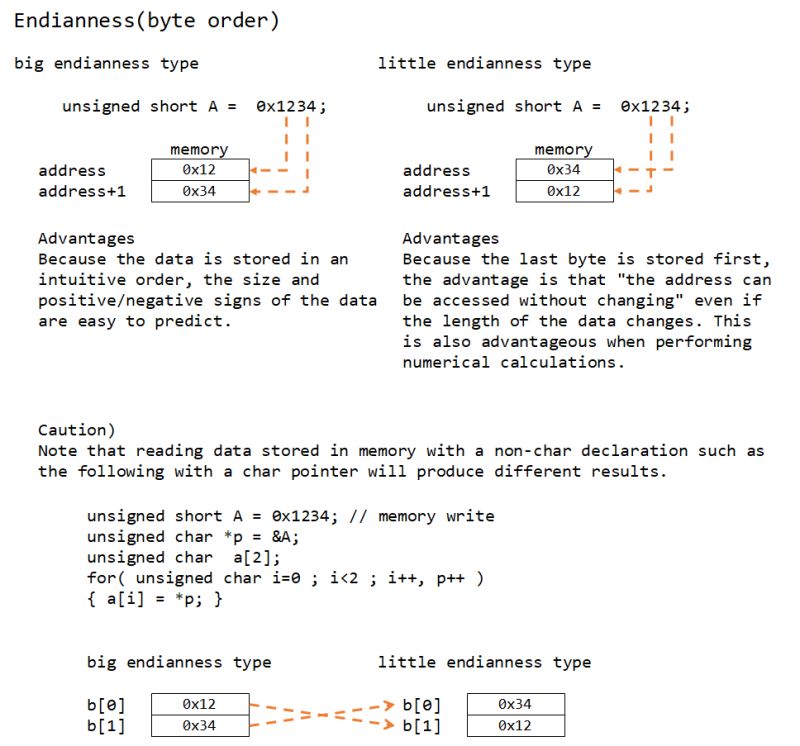 Endianness(byte order)
big endianness type
unsigned short A = 0x1234;
memory
address 0x12
address+1 0x34
Advantages
Because the data is stored in an
intuitive order, the size and
positive/negative signs of the data
are easy to predict.
little endianness type
unsigned short A = 0x1234;
memory
address 0x34
address+1 0x12
Advantages
Because the last byte is stored first,
the advantage is that "the address can
be accessed without changing" even if
the length of the data changes. This
is also advantageous when performing
numerical calculations.
Caution)
Note that reading data stored in memory with a non-char declaration such as
the following with a char pointer will produce different results.
unsigned short A = 0x1234; // memory write
unsigned char *p = &A;
unsigned char  a[2];
for( unsigned char i=0 ; i<2 ; i++, p++ )
{ a[i] = *p; }
big endianness type
b[0] 0x12
b[1] 0x34
little endianness type
b[0] 0x34
b[1] 0x12